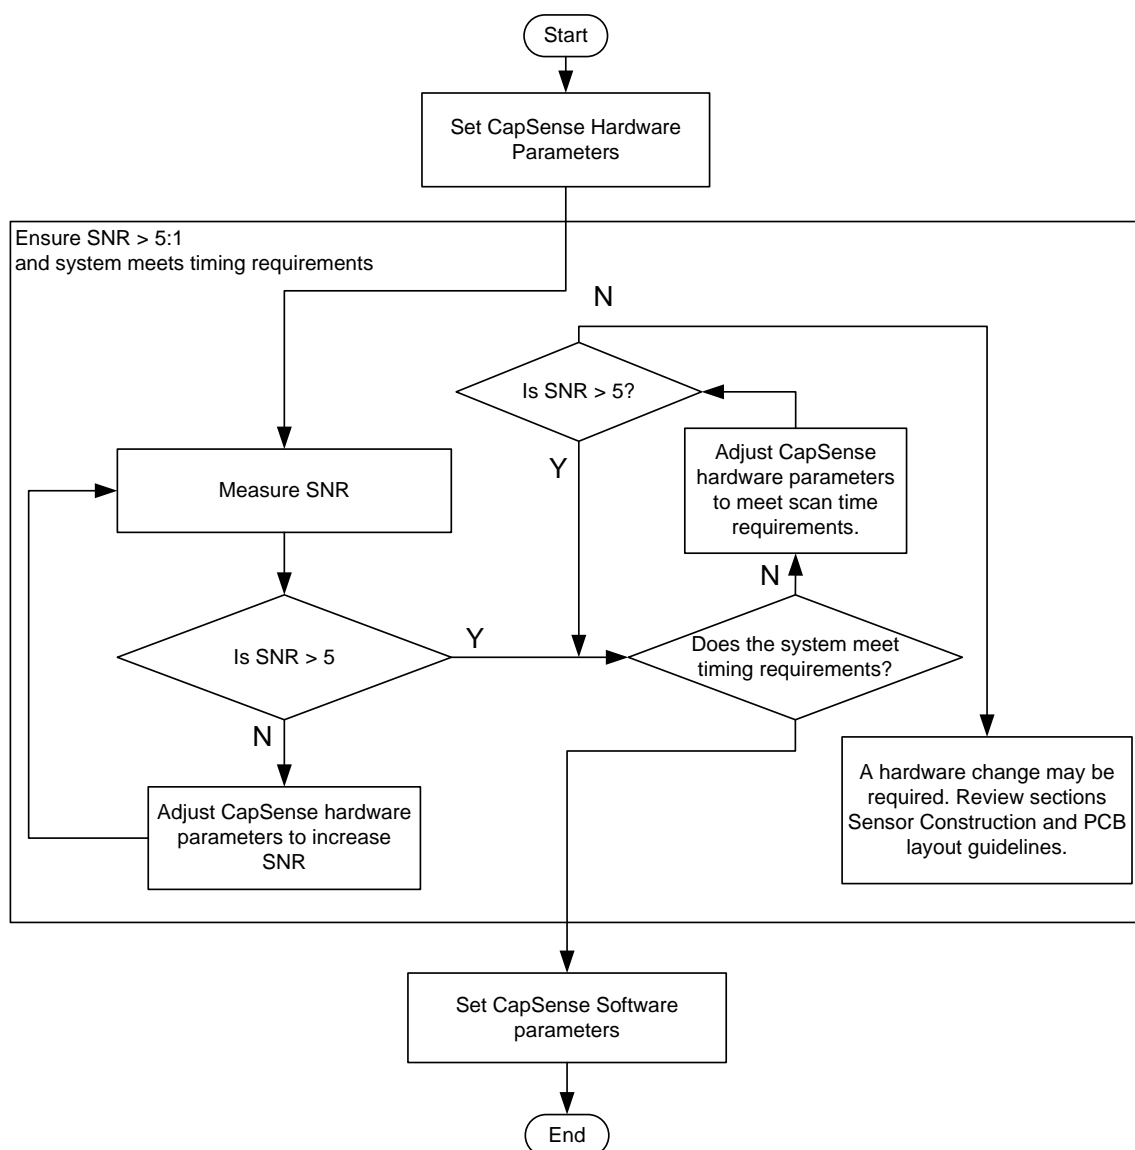 Start
Set CapSense Hardware
Parameters
Ensure SNR > 5:1
and system meets timing requirements
N
Is SNR > 5?
Y
Adjust CapSense
hardware parameters
to meet scan time
requirements.
Measure SNR
N
Is SNR > 5
Y
Does the system meet
timing requirements?
N
Adjust CapSense hardware
parameters to increase
SNR
A hardware change may be
required. Review sections
Sensor Construction and PCB
layout guidelines.
Set CapSense Software
parameters
End